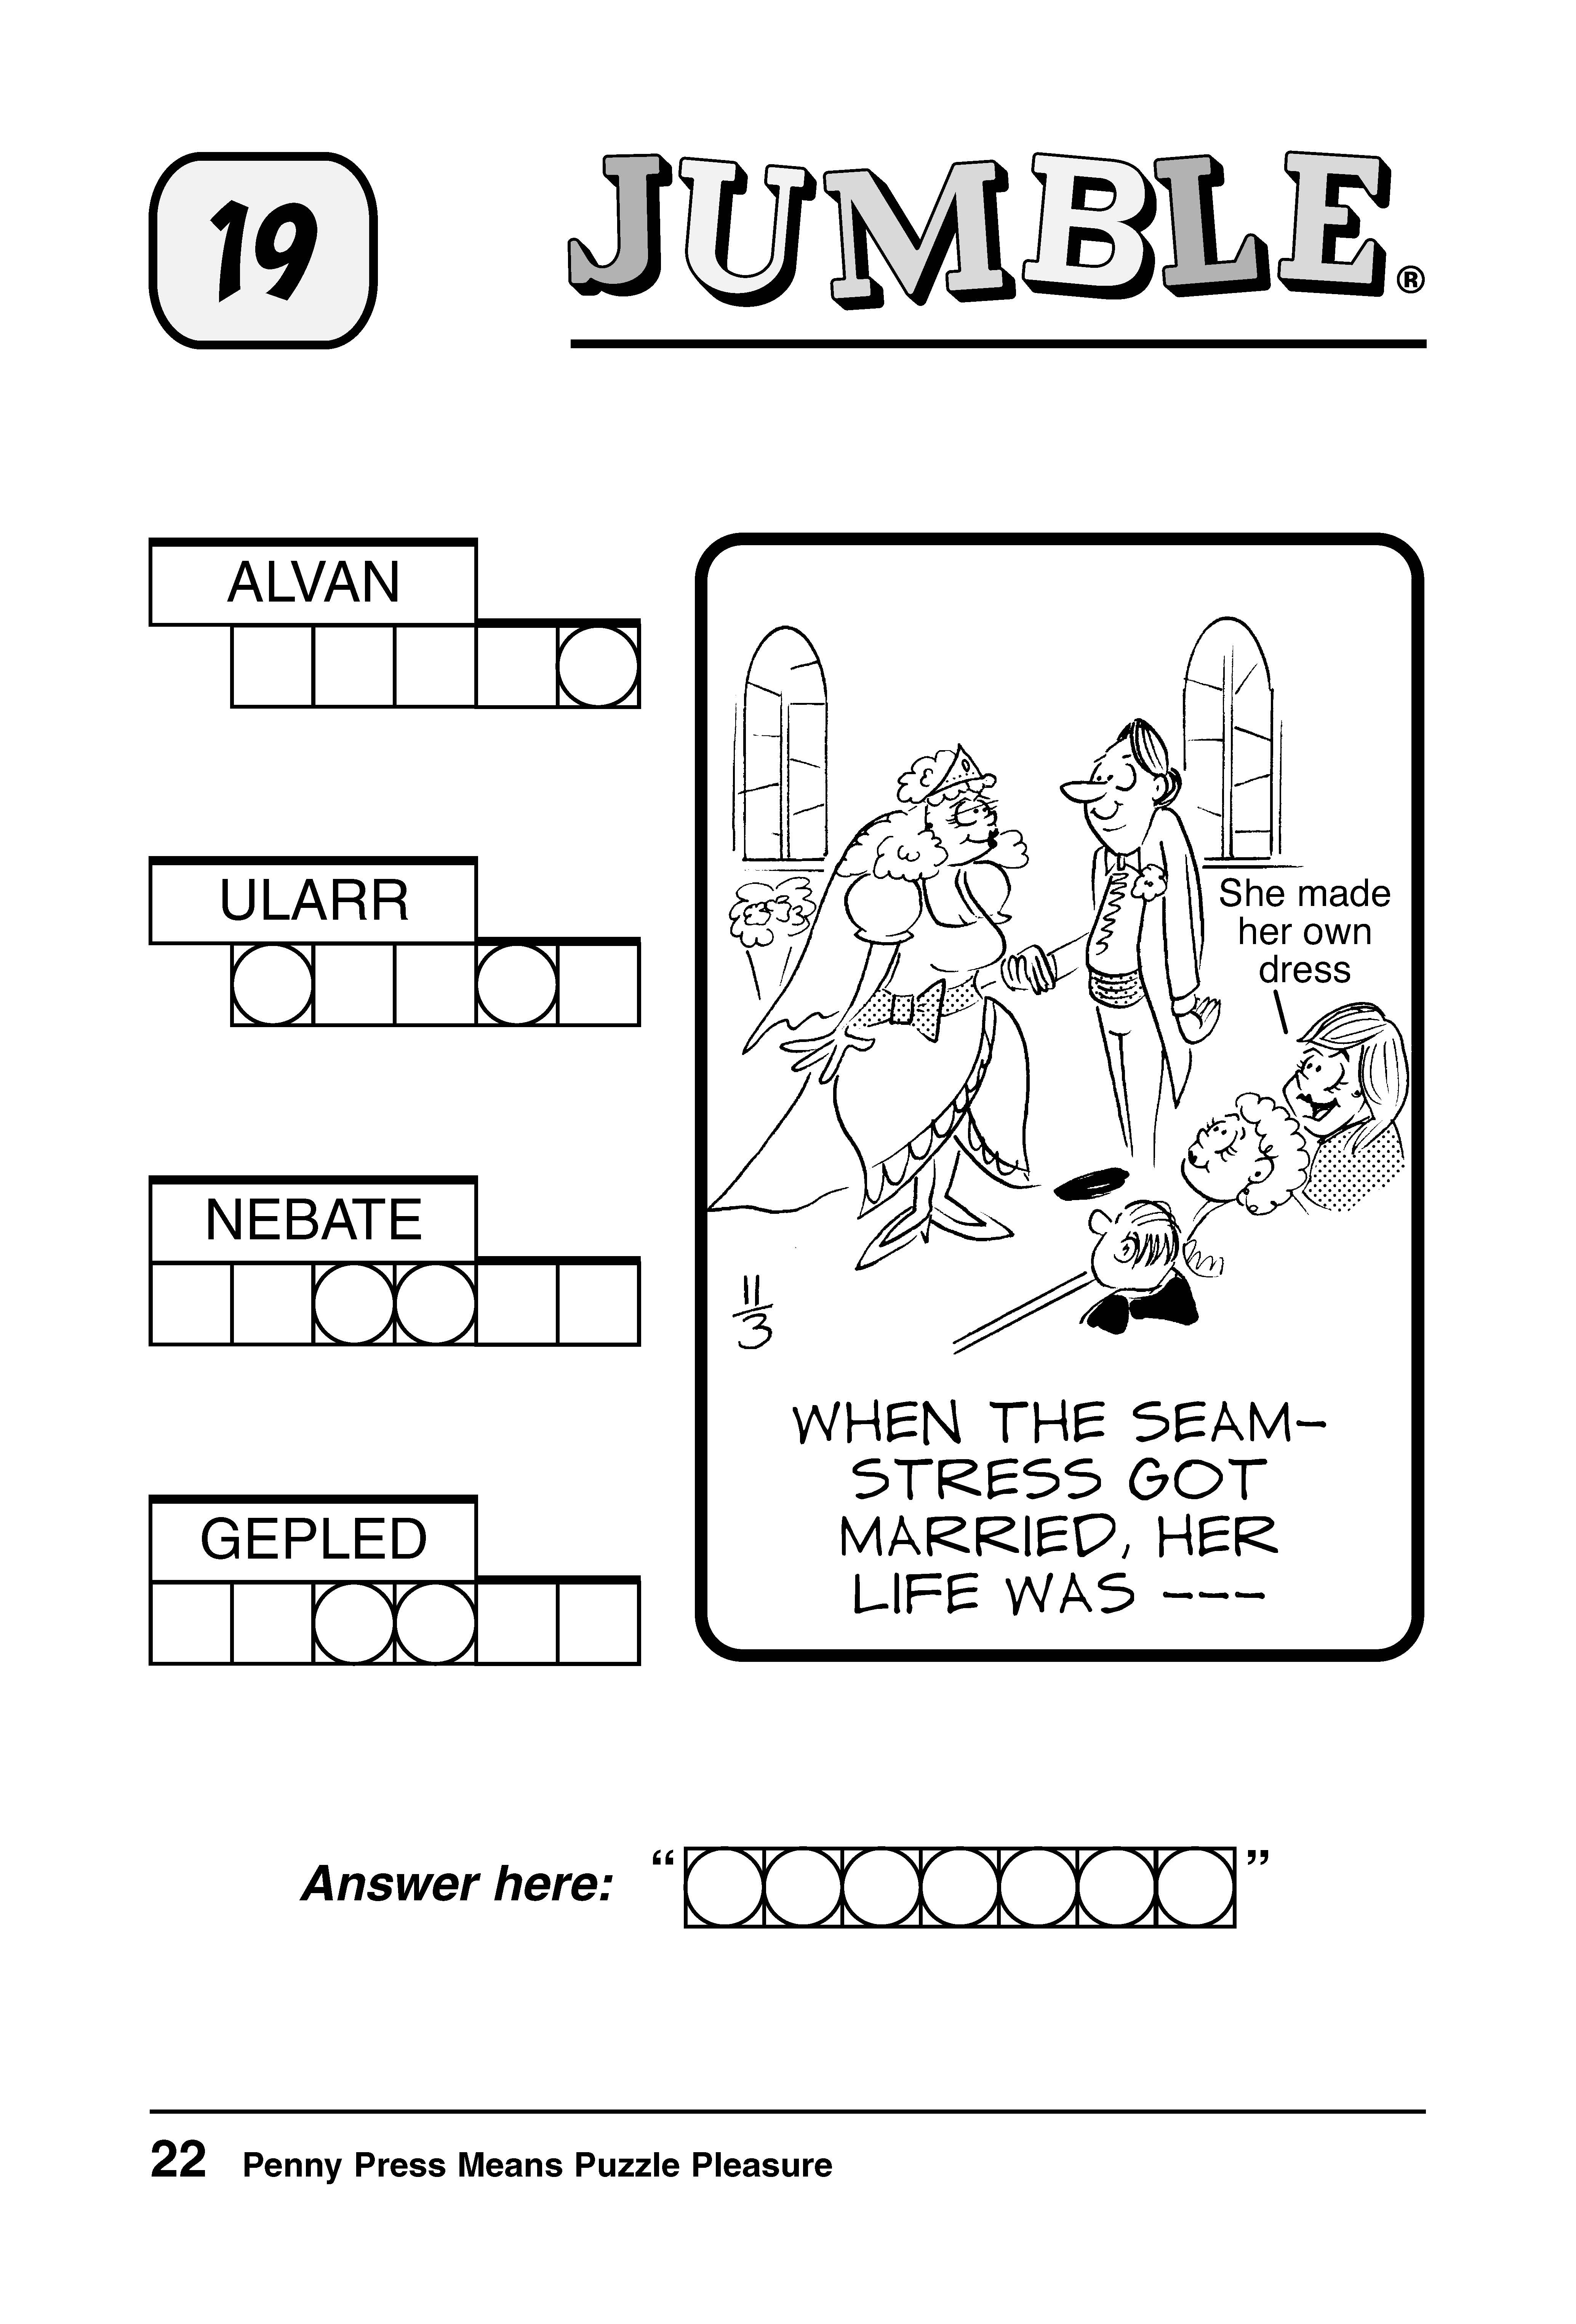 19
JUMBLE®
ALVAN
ULARR
NEBATE
GEPLED
She made
her own
dress
11
3
WHEN THE SEAM–
STRESS GOT
MARRIED, HER
LIFE WAS ---
Answer here: “ ”
22 Penny Press Means Puzzle Pleasure